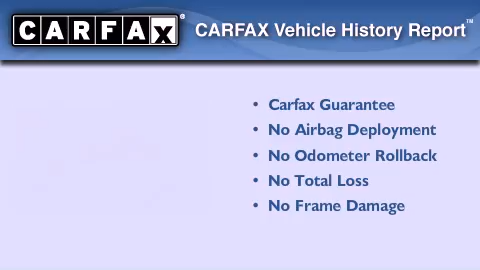 CARFAX® CARFAX Vehicle History Report™
• Carfax Guarantee
• No Airbag Deployment
• No Odometer Rollback
• No Total Loss
• No Frame Damage